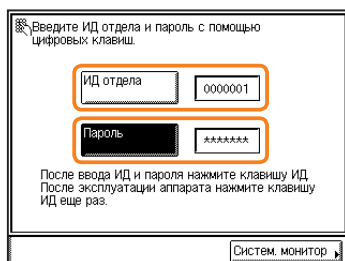 Введите ИД отдела и пароль с помощью
цифровых клавиш.
ИД отдела
0000001
Пароль
*******
После ввода ИД и пароля нажмите клавишу ИД
После эксплуатации аппарата нажмите клавишу
ИД еще раз.
Систем. монитор